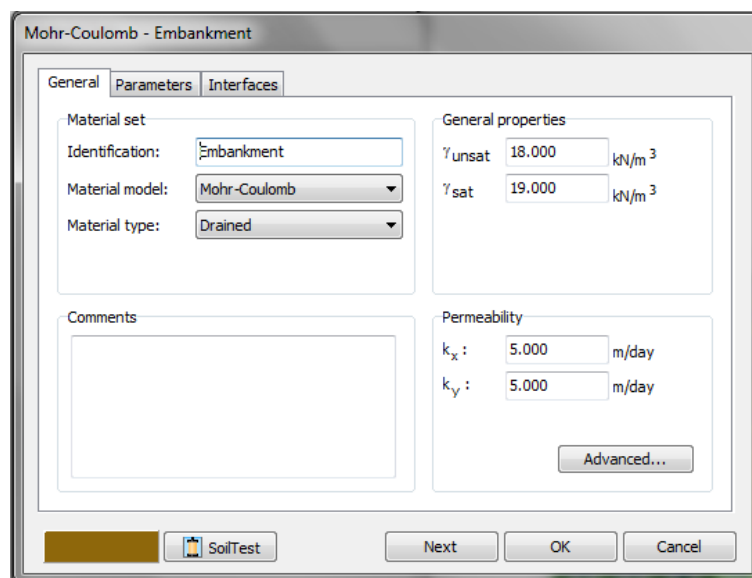 Mohr-Coulomb - Embankment
General Parameters Interfaces
Material set
Identification: Embankment
Material model: Mohr-Coulomb
Material type: Drained
General properties
γunsat 18.000 kN/m³
γsat 19.000 kN/m³
Comments
Permeability
kx : 5.000 m/day
ky : 5.000 m/day
Advanced...
SoilTest Next OK Cancel